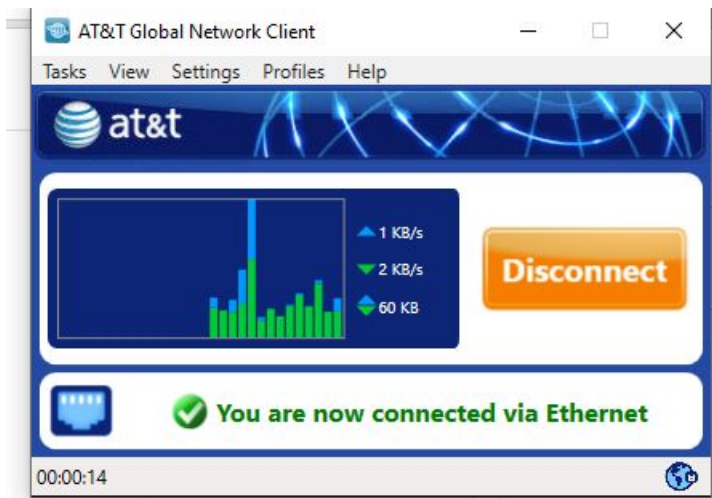 AT&T Global Network Client
Tasks View Settings Profiles Help
at&t
1 KB/s
2 KB/s
60 KB
Disconnect
You are now connected via Ethernet
00:00:14